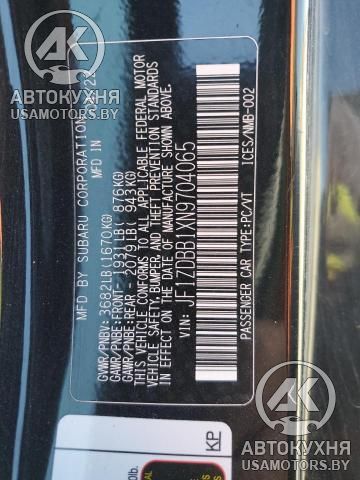 MFD BY SUBARU CORPORATION
MFD IN
GVWR/PNBV: 3682LB(1670KG)
GAWR/PNBE:FRONT- 1931LB( 876KG)
GAWR/PNBE:REAR - 2079LB( 943KG)
THIS VEHICLE CONFORMS TO ALL APPLICABLE FEDERAL MOTOR
VEHICLE SAFETY,BUMPER,AND THEFT PREVENTION STANDARDS
IN EFFECT ON THE DATE OF MANUFACTURE SHOWN ABOVE.
VIN: JF1ZDBB1XN9704065
PASSENGER CAR TYPE:PC/VT
ICES/NMB-002
KP
0lb.
АВТОКУХНЯ
USAMOTORS.BY
АВТОКУХНЯ
USAMOTORS.BY